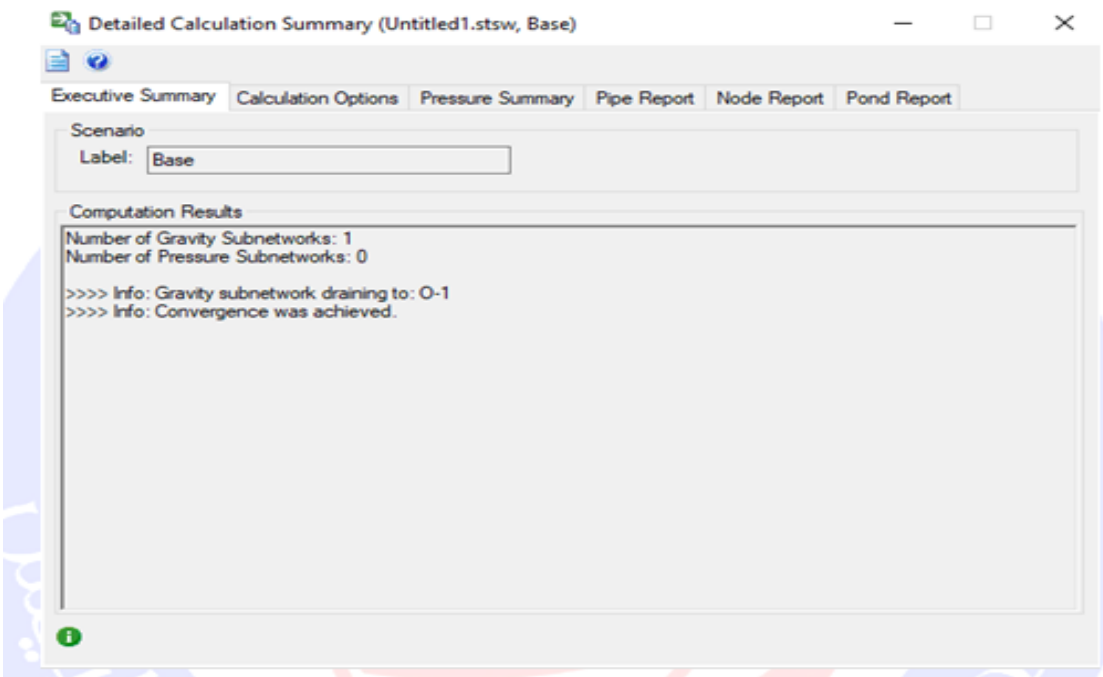 Detailed Calculation Summary (Untitled1.stsw, Base)
Executive Summary Calculation Options Pressure Summary Pipe Report Node Report Pond Report
Scenario
Label: Base
Computation Results
Number of Gravity Subnetworks: 1
Number of Pressure Subnetworks: 0
>>>> Info: Gravity subnetwork draining to: O-1
>>>> Info: Convergence was achieved.